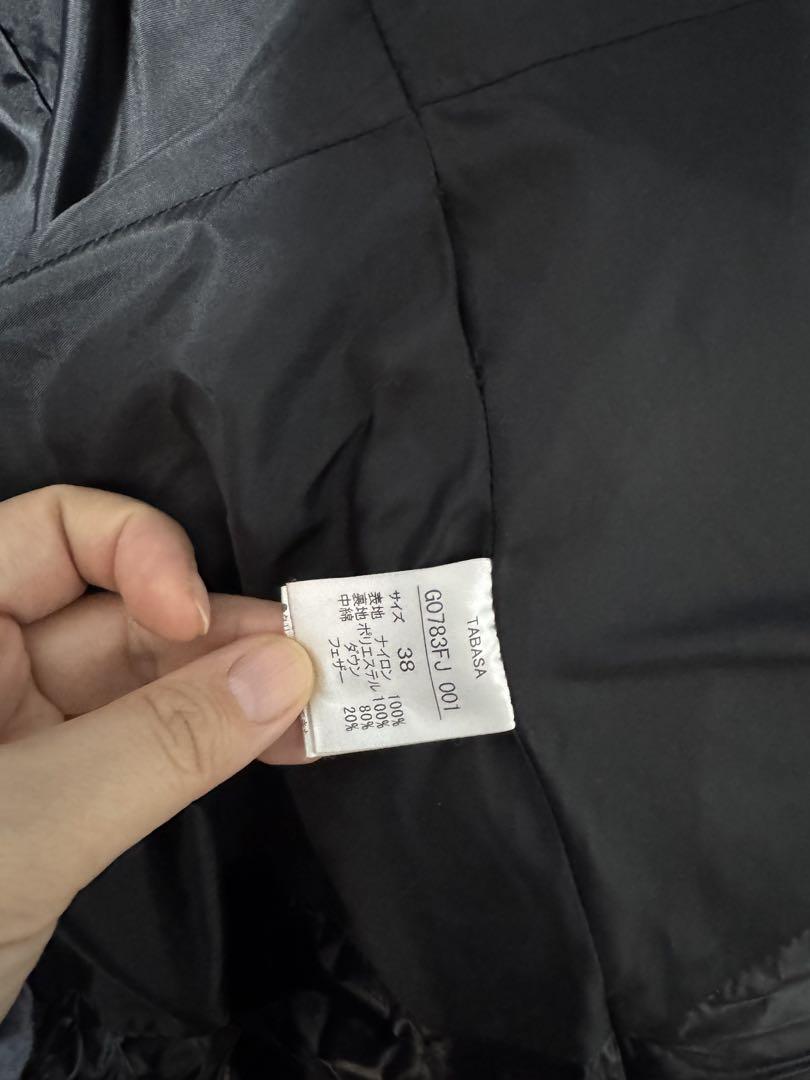 TABASA
G0783FJ 001
サイズ 38
表地 ナイロン 100%
裏地 ポリエステル 100%
中綿 ダウン 80%
フェザー 20%